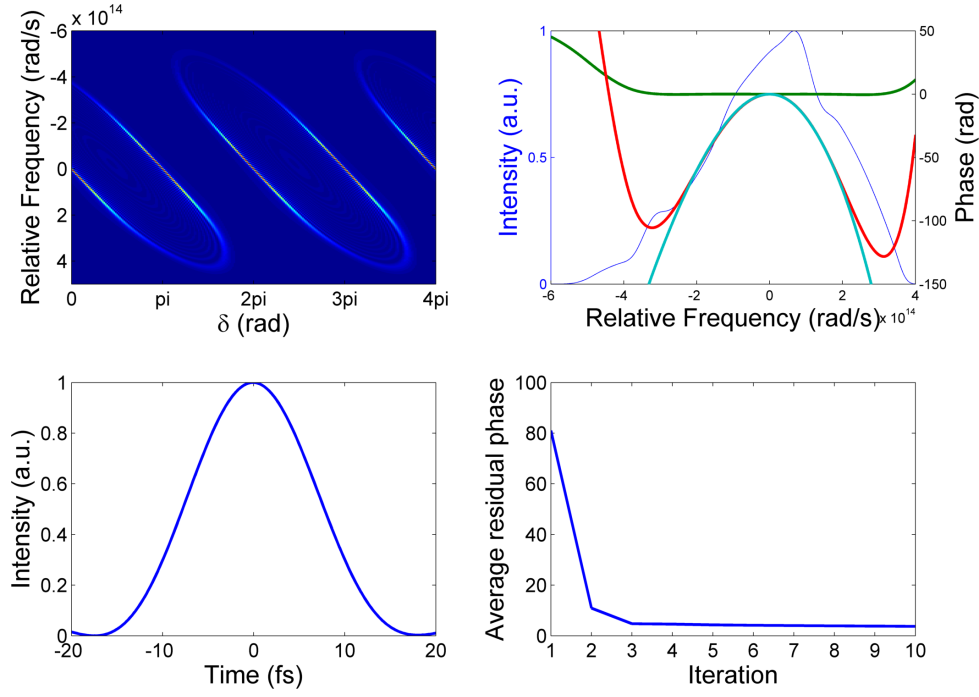 x 10^14
-6
-4
-2
0
2
4
Relative Frequency (rad/s)
0 pi 2pi 3pi 4pi
δ (rad)
1
0.5
0
Intensity (a.u.)
50
0
-50
-100
-150
Phase (rad)
-6 -4 -2 0 2 4
Relative Frequency (rad/s)
x 10^14
1
0.8
0.6
0.4
0.2
0
Intensity (a.u.)
-20 -10 0 10 20
Time (fs)
100
80
60
40
20
0
Average residual phase
1 2 3 4 5 6 7 8 9 10
Iteration